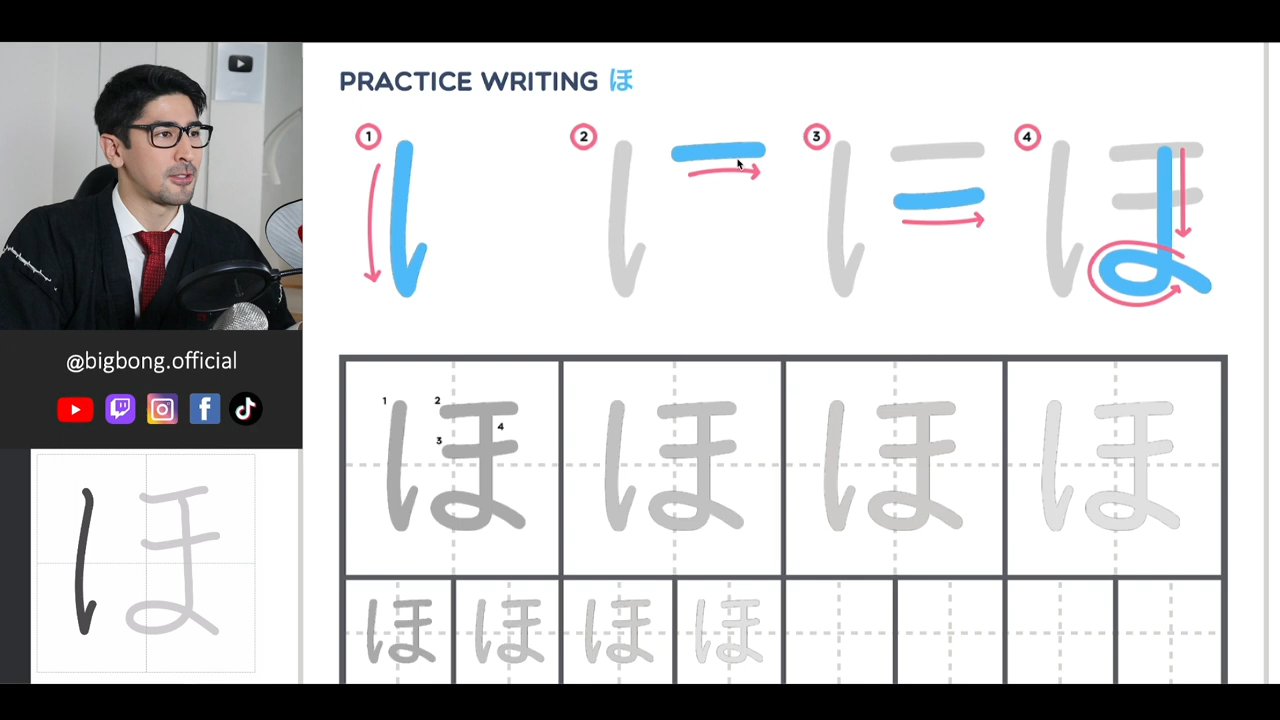 PRACTICE WRITING ほ
1
2
3
4
@bigbong.official
1 2 3 4 ほ ほ ほ ほ
ほ ほ ほ ほ
ほ